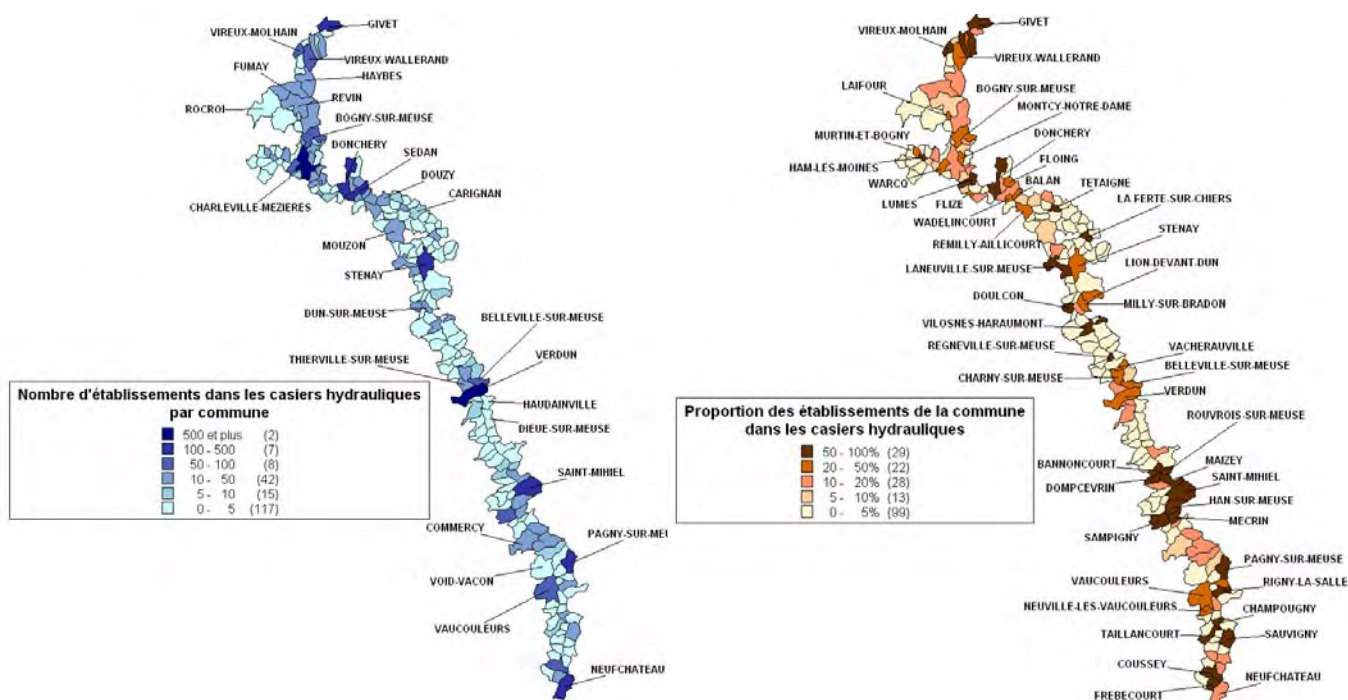 GIVET
VIREUX-MOLHAIN
VIREUX-WALLERAND
FUMAY
HAYBES
ROCROI
REVIN
BOGNY-SUR-MEUSE
DONCHERY
SEDAN
DOUZY
CARIGNAN
CHARLEVILLE-MEZIERES
MOUZON
STENAY
DUN-SUR-MEUSE
BELLEVILLE-SUR-MEUSE
THIERVILLE-SUR-MEUSE
VERDUN
Nombre d'établissements dans les casiers hydrauliques
par commune
500 et plus (2)
100 - 500 (7)
50 - 100 (8)
10 - 50 (42)
5 - 10 (15)
0 - 5 (117)
HAUDAINVILLE
DIEUE-SUR-MEUSE
SAINT-MIHIEL
COMMERCY
PAGNY-SUR-MEU
VOID-VACON
VAUCOULEURS
NEUFCHATEAU
GIVET
VIREUX-MOLHAIN
VIREUX-WALLERAND
LAIFOUR
BOGNY-SUR-MEUSE
MONTCY-NOTRE-DAME
MURTIN-ET-BOGNY
DONCHERY
HAM-LES-MOINES
FLOING
WARCQ
BALAN
TETAIGNE
LUMES
FLIZE
LA FERTE-SUR-CHIERS
WADELINCOURT
REMILLY-AILLICOURT
STENAY
LANEUVILLE-SUR-MEUSE
LION-DEVANT-DUN
DOULCON
MILLY-SUR-BRADON
VILOSNES-HARAUMONT
REGNEVILLE-SUR-MEUSE
VACHERAUVILLE
CHARNY-SUR-MEUSE
BELLEVILLE-SUR-MEUSE
VERDUN
Proportion des établissements de la commune
dans les casiers hydrauliques
50 - 100% (29)
20 - 50% (22)
10 - 20% (28)
5 - 10% (13)
0 - 5% (99)
ROUVROIS-SUR-MEUSE
BANNONCOURT
MAIZEY
DOMPCEVRIN
SAINT-MIHIEL
HAN-SUR-MEUSE
MECRIN
SAMPIGNY
PAGNY-SUR-MEUSE
VAUCOULEURS
RIGNY-LA-SALLE
NEUVILLE-LES-VAUCOULEURS
CHAMPOUGNY
TAILLANCOURT
SAUVIGNY
COUSSEY
NEUFCHATEAU
FREBECOURT